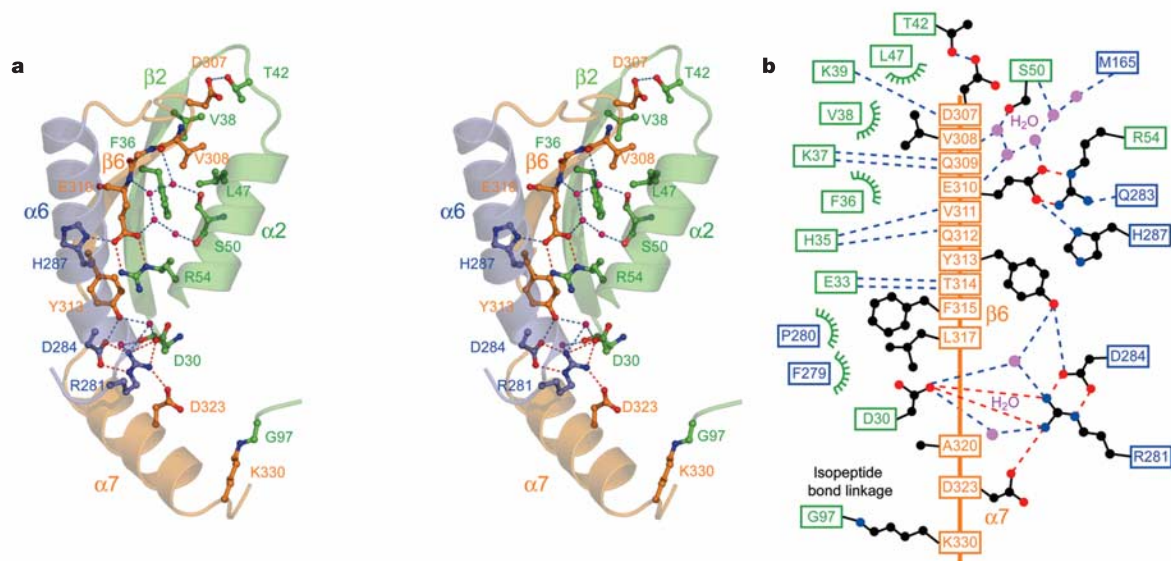 a
D307
β2
T42
V38
F36
β6
V308
E310
L47
α6
α2
S50
H287
R54
Y313
D284
D30
R281
D323
G97
K330
α7
D307
β2
T42
V38
F36
β6
V308
E310
L47
α6
α2
S50
H287
R54
Y313
D284
D30
R281
D323
G97
K330
α7
b
T42
L47
K39
S50
M165
H2O
D307
V38
V308
R54
K37
Q309
E310
Q283
F36
V311
H35
Q312
H287
Y313
E33
T314
F315
β6
P280
L317
F279
D284
H2O
D30
A320
R281
Isopeptide
bond linkage
D323
α7
G97
K330